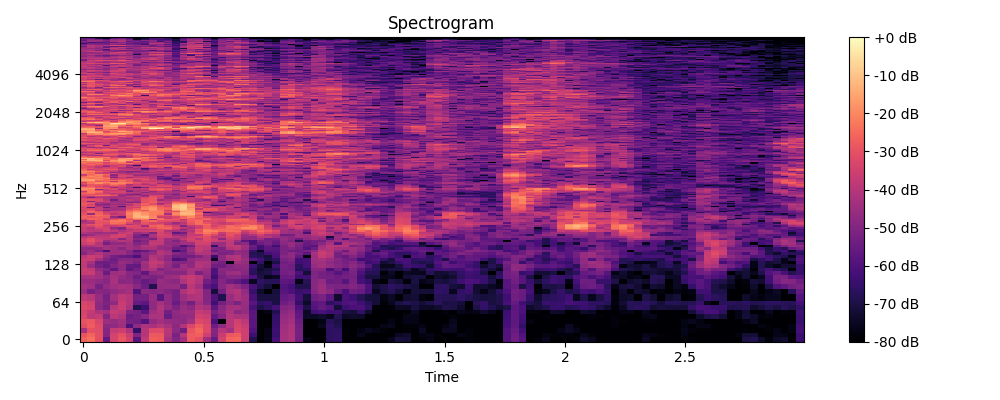 Spectrogram
Hz
4096
2048
1024
512
256
128
64
0
0
0.5
1
1.5
2
2.5
Time
+0 dB
-10 dB
-20 dB
-30 dB
-40 dB
-50 dB
-60 dB
-70 dB
-80 dB